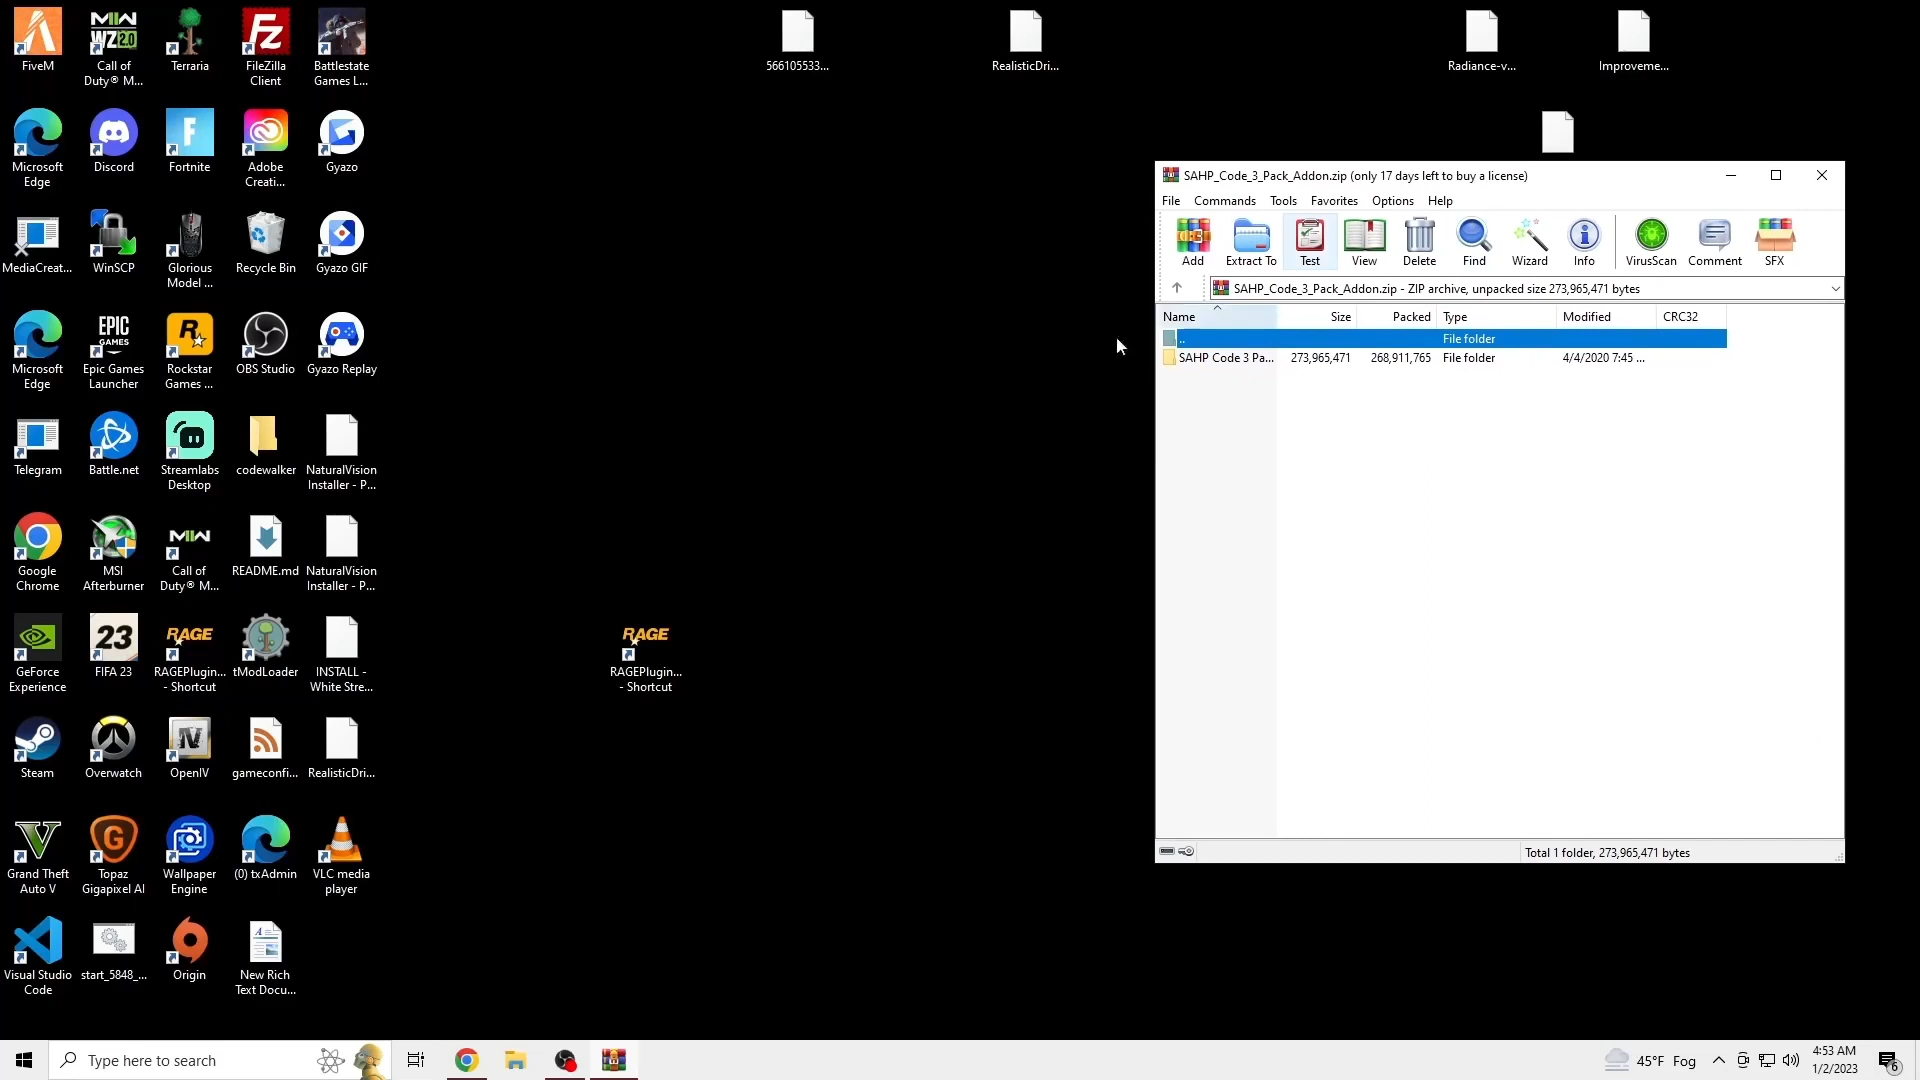 FiveM
Call of
Duty® M...
Terraria
FileZilla
Client
Battlestate
Games L...
566105533...
RealisticDri...
Radiance-v...
Improveme...
Microsoft
Edge
Discord
Fortnite
Adobe
Creati...
Gyazo
MediaCreat...
WinSCP
Glorious
Model ...
Recycle Bin
Gyazo GIF
Microsoft
Edge
Epic Games
Launcher
Rockstar
Games ...
OBS Studio
Gyazo Replay
Telegram
Battle.net
Streamlabs
Desktop
codewalker
NaturalVision
Installer - P...
Google
Chrome
MSI
Afterburner
Call of
Duty® M...
README.md
NaturalVision
Installer - P...
GeForce
Experience
FIFA 23
RAGEPlugin...
- Shortcut
tModLoader
INSTALL -
White Stre...
RAGE
RAGEPlugin...
- Shortcut
Steam
Overwatch
OpenIV
gameconfi...
RealisticDri...
Grand Theft
Auto V
Topaz
Gigapixel AI
Wallpaper
Engine
(0) txAdmin
VLC media
player
Visual Studio
Code
start_5848_...
Origin
New Rich
Text Docu...
SAHP_Code_3_Pack_Addon.zip (only 17 days left to buy a license)
File Commands Tools Favorites Options Help
Add Extract To Test View Delete Find Wizard Info VirusScan Comment SFX
SAHP_Code_3_Pack_Addon.zip - ZIP archive, unpacked size 273,965,471 bytes
Name Size Packed Type Modified CRC32
.. File folder
SAHP Code 3 Pa... 273,965,471 268,911,765 File folder 4/4/2020 7:45 ...
Total 1 folder, 273,965,471 bytes
Type here to search
45°F Fog
4:53 AM
1/2/2023
6